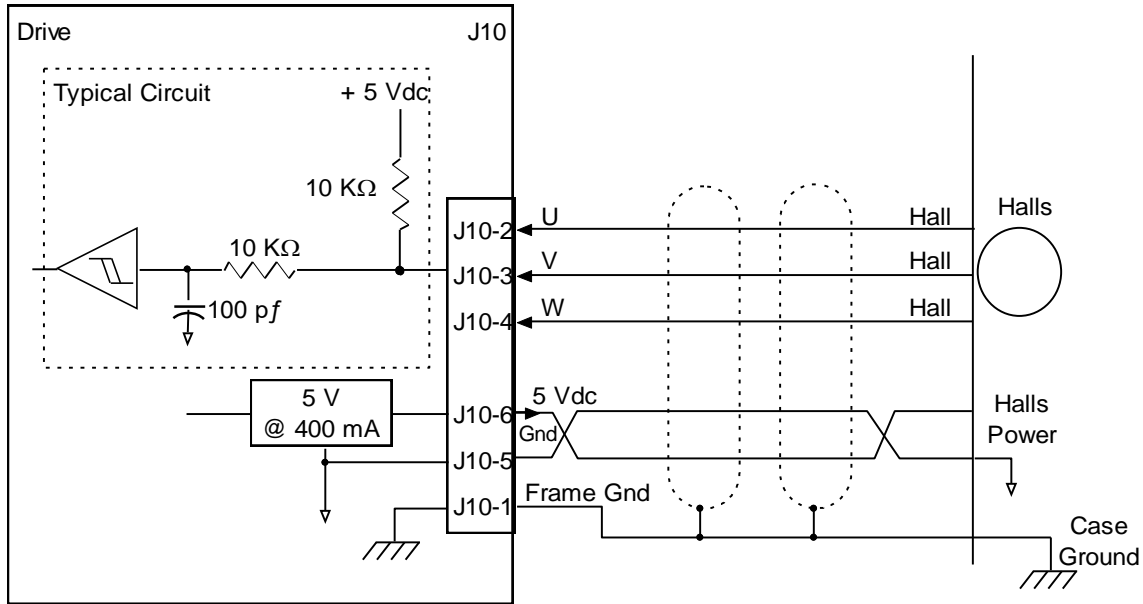 Drive
J10
Typical Circuit
+ 5 Vdc
10 KΩ
10 KΩ
100 pf
J10-2
J10-3
J10-4
U
V
W
Hall
Hall
Hall
Halls
5 V
@ 400 mA
J10-6
J10-5
J10-1
5 Vdc
Gnd
Frame Gnd
Halls
Power
Case
Ground